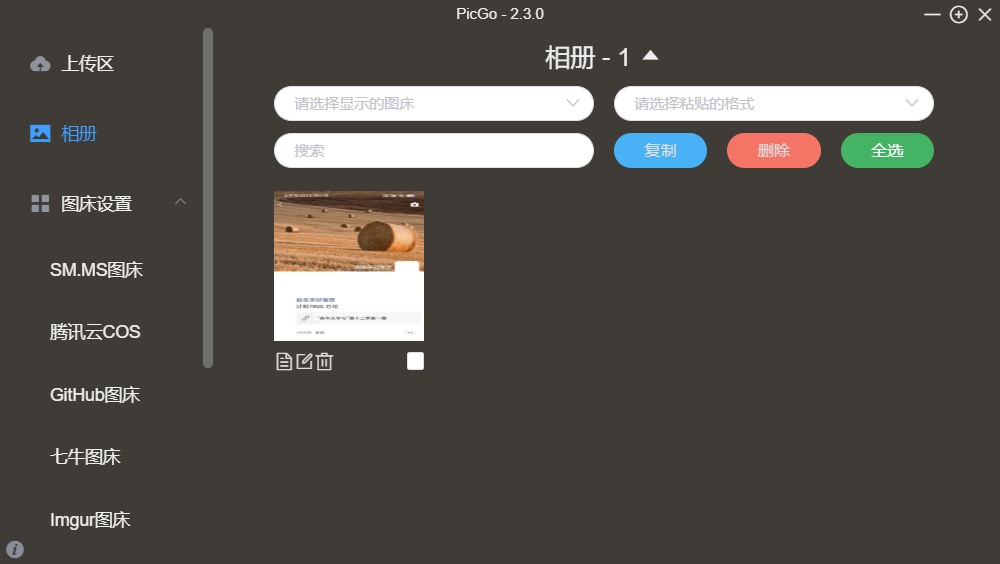 PicGo - 2.3.0
上传区
相册
图床设置
SM.MS图床
腾讯云COS
GitHub图床
七牛图床
Imgur图床
相册 - 1
请选择显示的图床
请选择粘贴的格式
搜索
复制
删除
全选